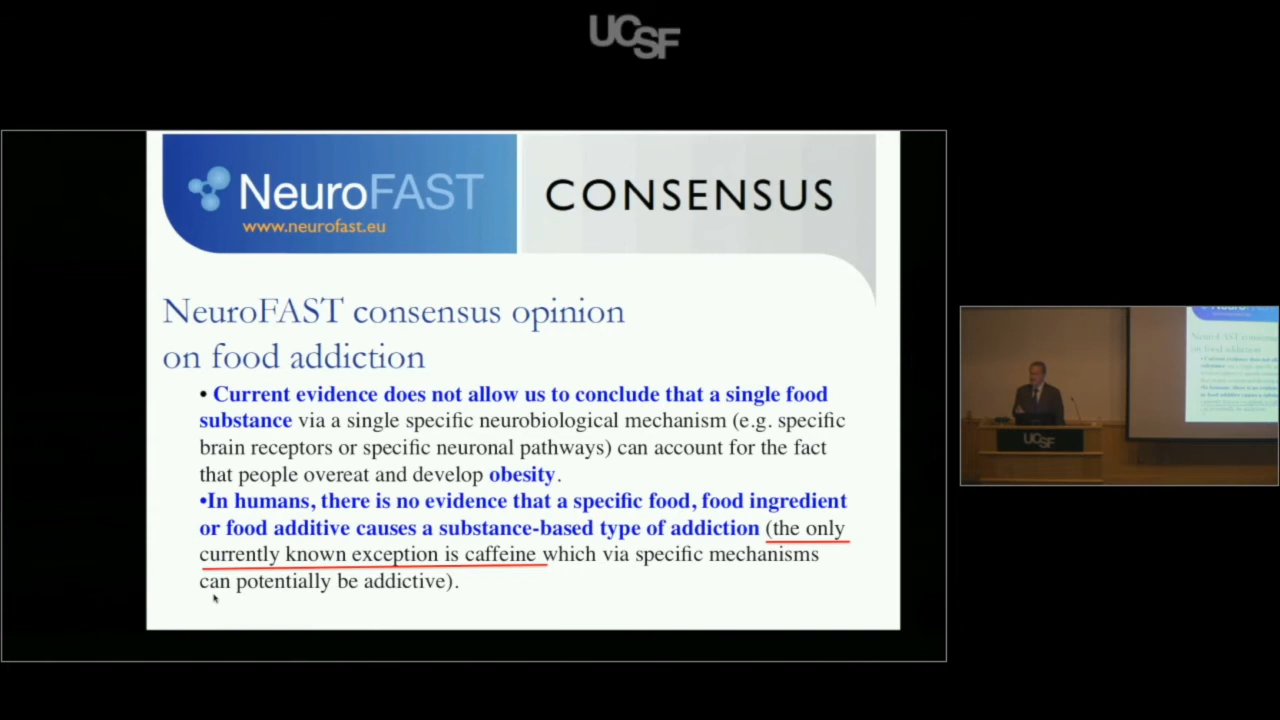 UCSF
NeuroFAST
www.neurofast.eu
CONSENSUS
NeuroFAST consensus opinion
on food addiction
• Current evidence does not allow us to conclude that a single food
substance via a single specific neurobiological mechanism (e.g. specific
brain receptors or specific neuronal pathways) can account for the fact
that people overeat and develop obesity.
•In humans, there is no evidence that a specific food, food ingredient
or food additive causes a substance-based type of addiction (the only
currently known exception is caffeine which via specific mechanisms
can potentially be addictive).
UCSF